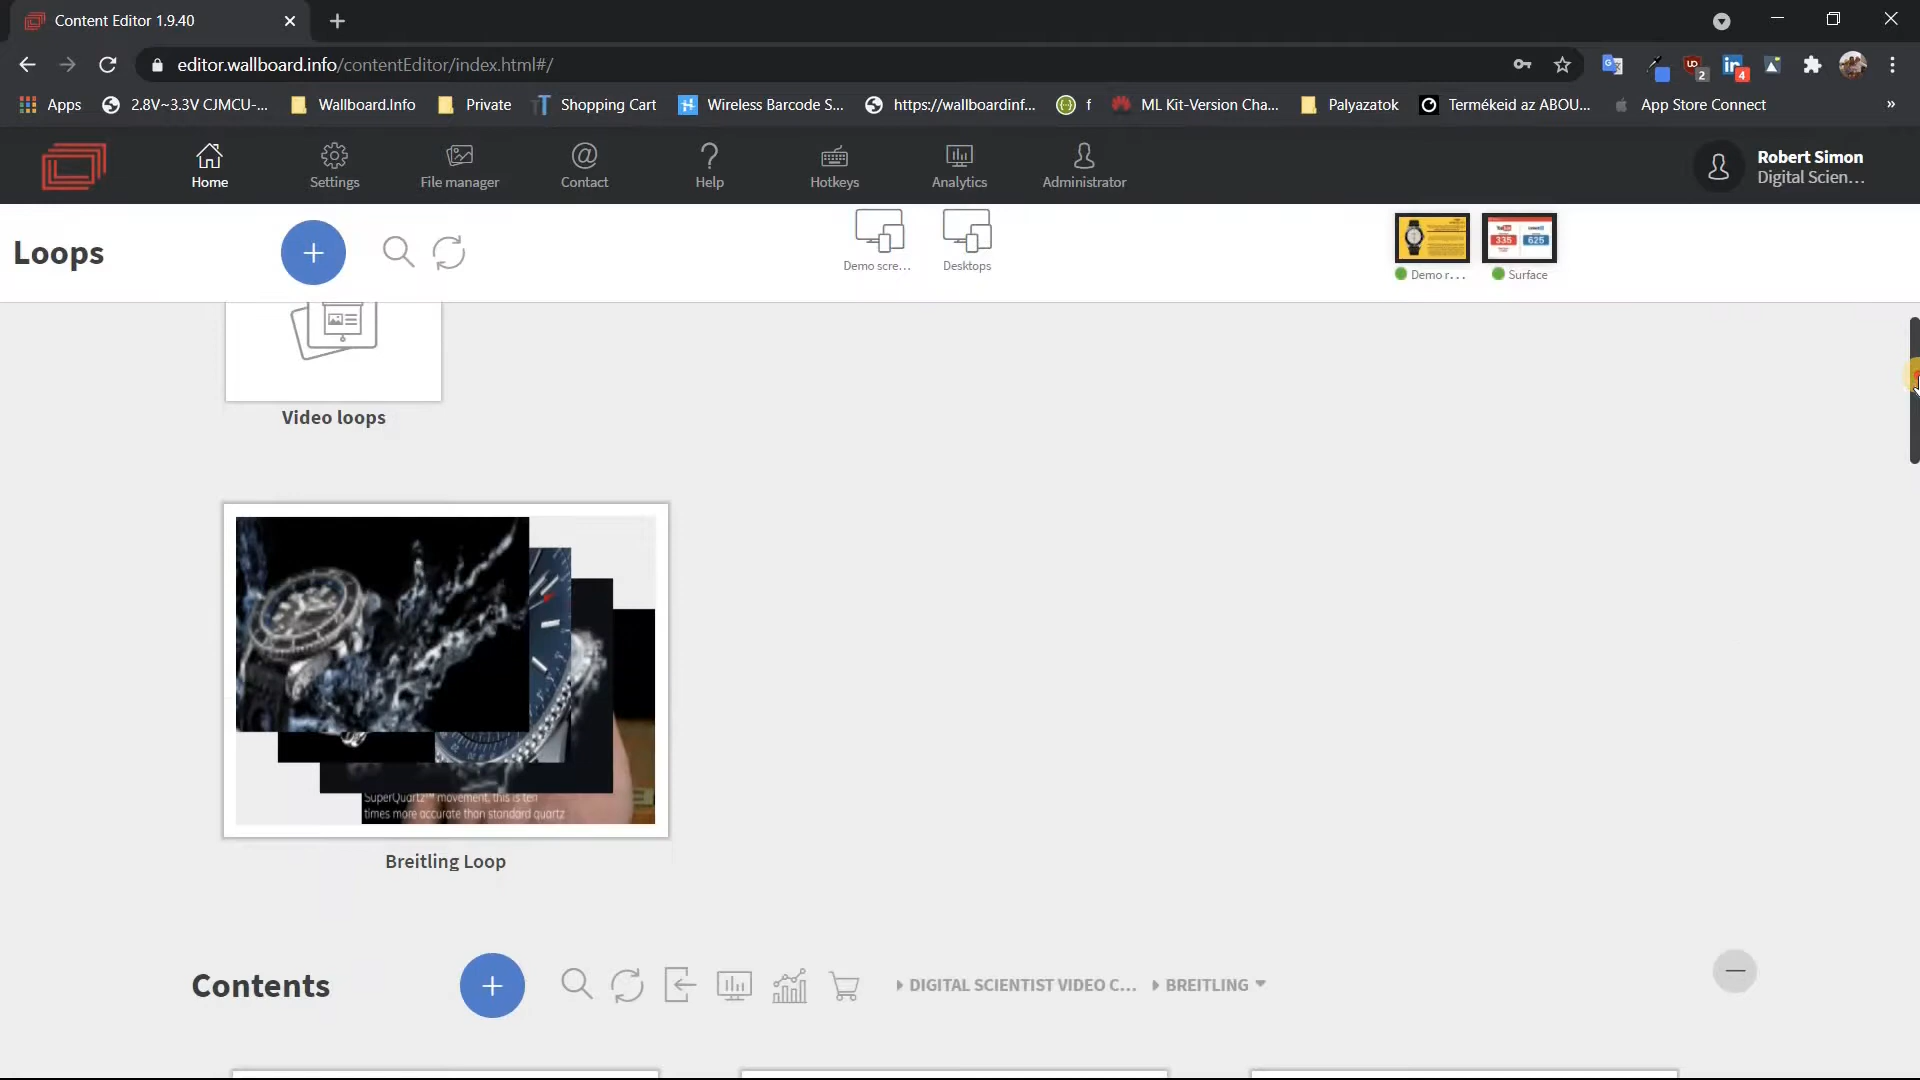 Content Editor 1.9.40
editor.wallboard.info/contentEditor/index.html#/
2
4
Apps
2.8V~3.3V CJMCU-...
Wallboard.Info
Private
Shopping Cart
Wireless Barcode S...
https://wallboardinf...
f
ML Kit-Version Cha...
Palyazatok
Termékeid az ABOU...
App Store Connect
»
Home
Settings
File manager
Contact
Help
Hotkeys
Analytics
Administrator
Robert Simon
Digital Scien...
Loops
Demo scre...
Desktops
335
625
Demo r...
Surface
Video loops
SuperQuartz™ movement, this is ten
times more accurate than standard quartz
Breitling Loop
Contents
DIGITAL SCIENTIST VIDEO C...
BREITLING